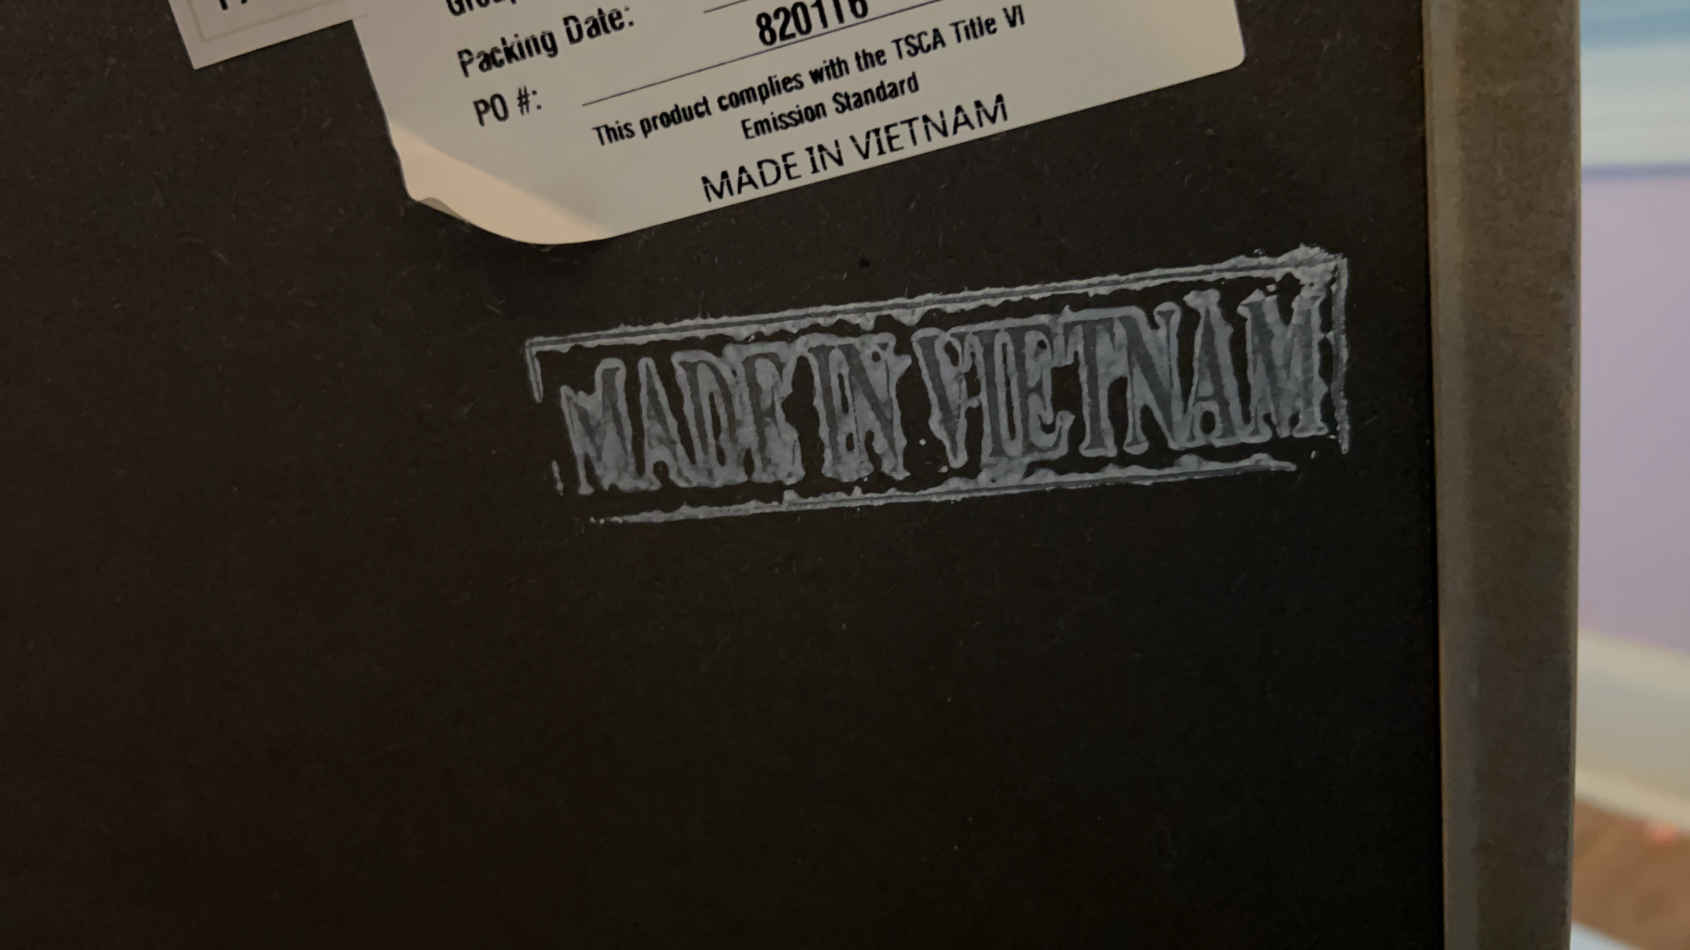 Packing Date:
820116
PO #:
This product complies with the TSCA Title VI
Emission Standard
MADE IN VIETNAM
MADE IN VIETNAM